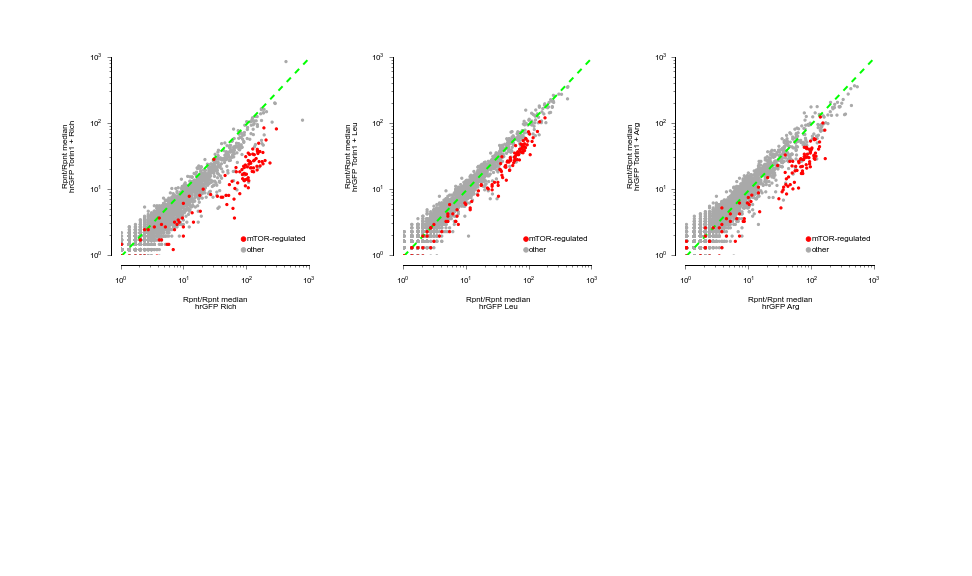 Rpnt/Rpnt median
hrGFP Torin1 + Rich
10³
10²
10¹
10⁰
10⁰ 10¹ 10² 10³
mTOR-regulated
other
Rpnt/Rpnt median
hrGFP Rich
Rpnt/Rpnt median
hrGFP Torin1 + Leu
10³
10²
10¹
10⁰
10⁰ 10¹ 10² 10³
mTOR-regulated
other
Rpnt/Rpnt median
hrGFP Leu
Rpnt/Rpnt median
hrGFP Torin1 + Arg
10³
10²
10¹
10⁰
10⁰ 10¹ 10² 10³
mTOR-regulated
other
Rpnt/Rpnt median
hrGFP Arg